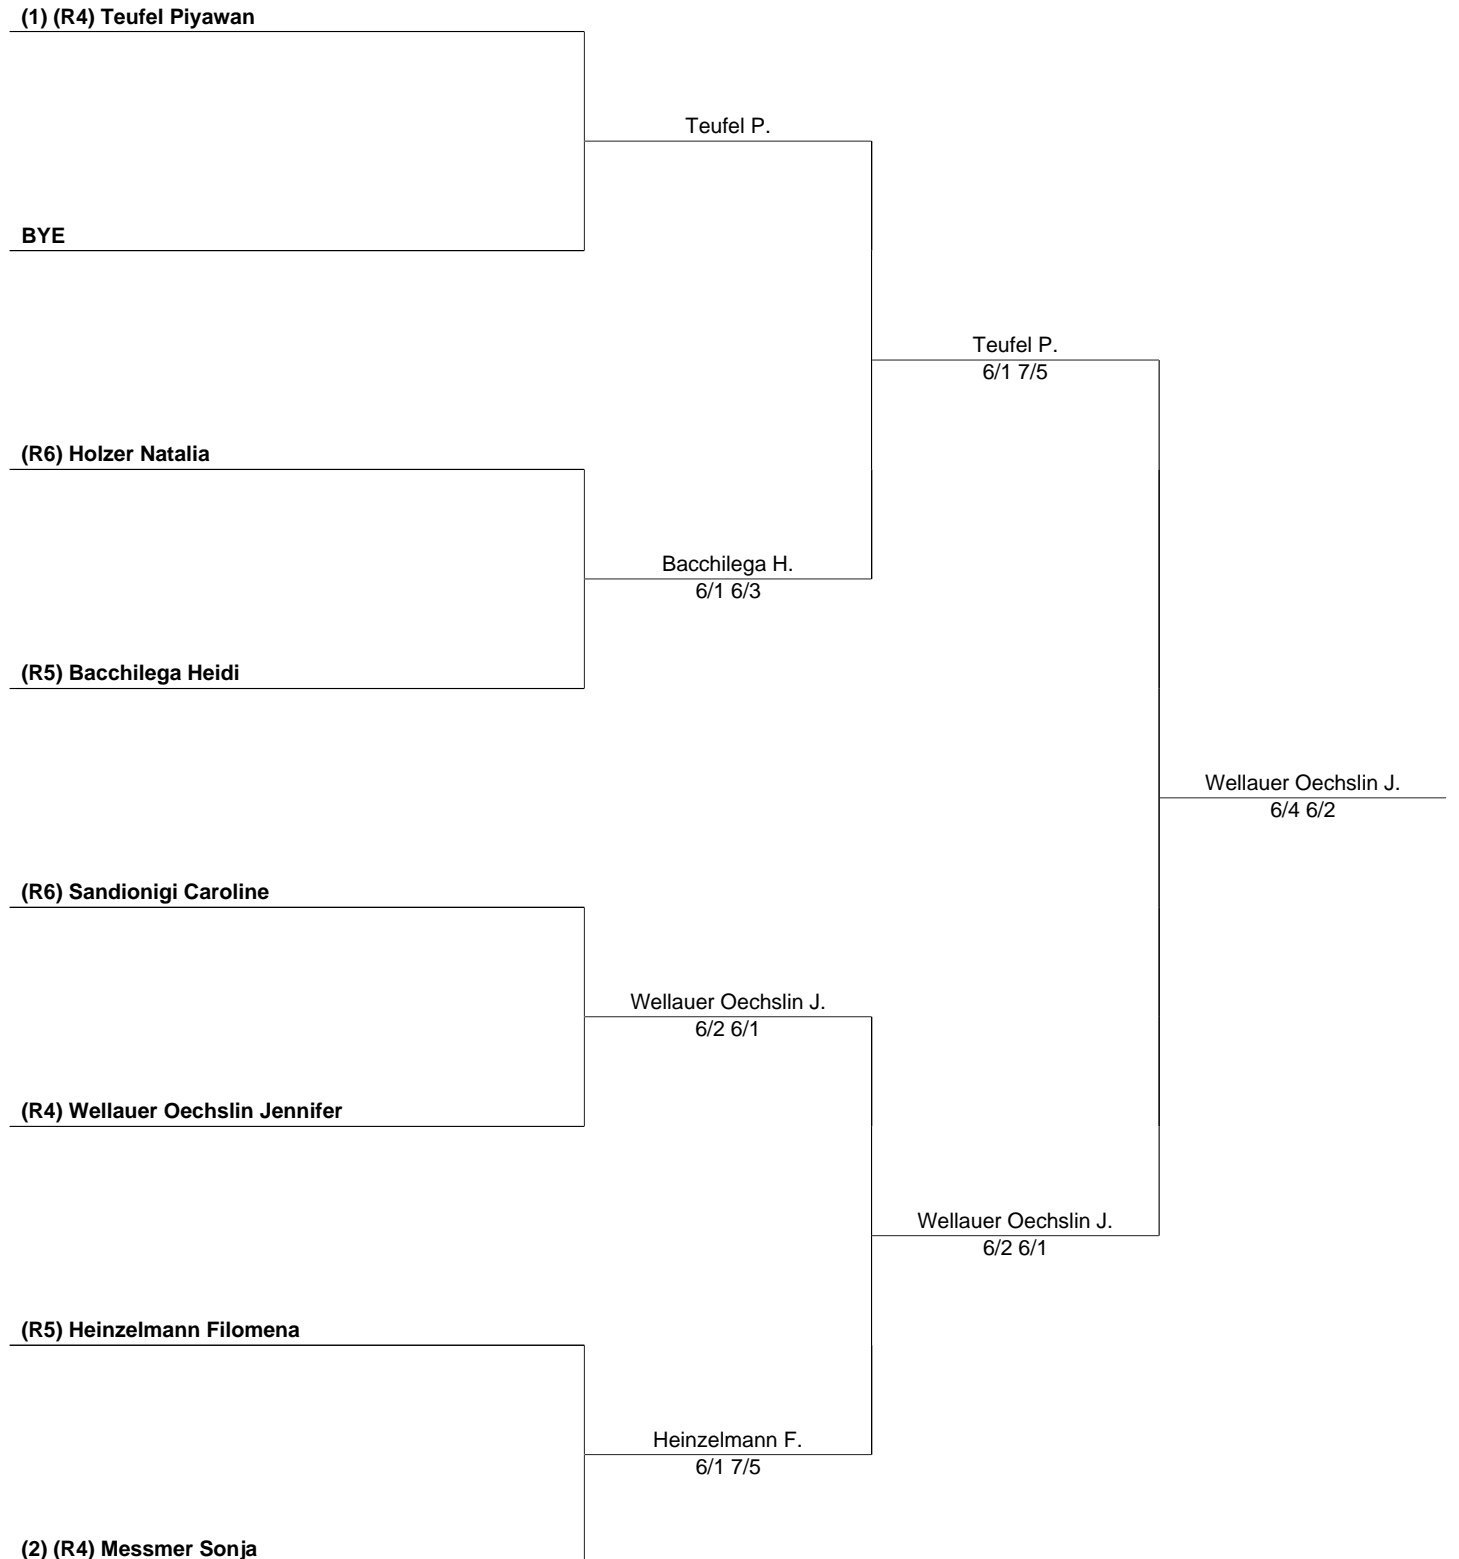 (1) (R4) Teufel Piyawan
Teufel P.
BYE
Teufel P.
6/1 7/5
(R6) Holzer Natalia
Bacchilega H.
6/1 6/3
(R5) Bacchilega Heidi
Wellauer Oechslin J.
6/4 6/2
(R6) Sandionigi Caroline
Wellauer Oechslin J.
6/2 6/1
(R4) Wellauer Oechslin Jennifer
Wellauer Oechslin J.
6/2 6/1
(R5) Heinzelmann Filomena
Heinzelmann F.
6/1 7/5
(2) (R4) Messmer Sonja